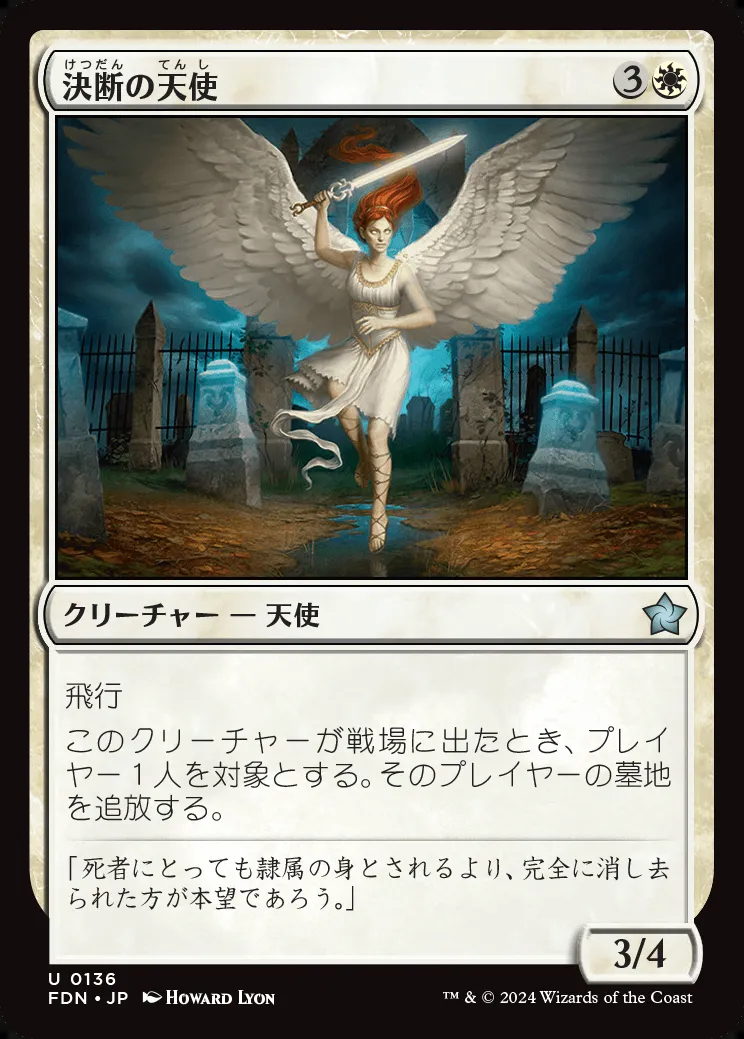 けつだん てんし
決断の天使 3
クリーチャー — 天使
飛行
このクリーチャーが戦場に出たとき、プレイ
ヤー1人を対象とする。そのプレイヤーの墓地
を追放する。
「死者にとっても隷属の身とされるより、完全に消し去
られた方が本望であろう。」
3/4
U 0136
FDN • JP Howard Lyon ™ & © 2024 Wizards of the Coast